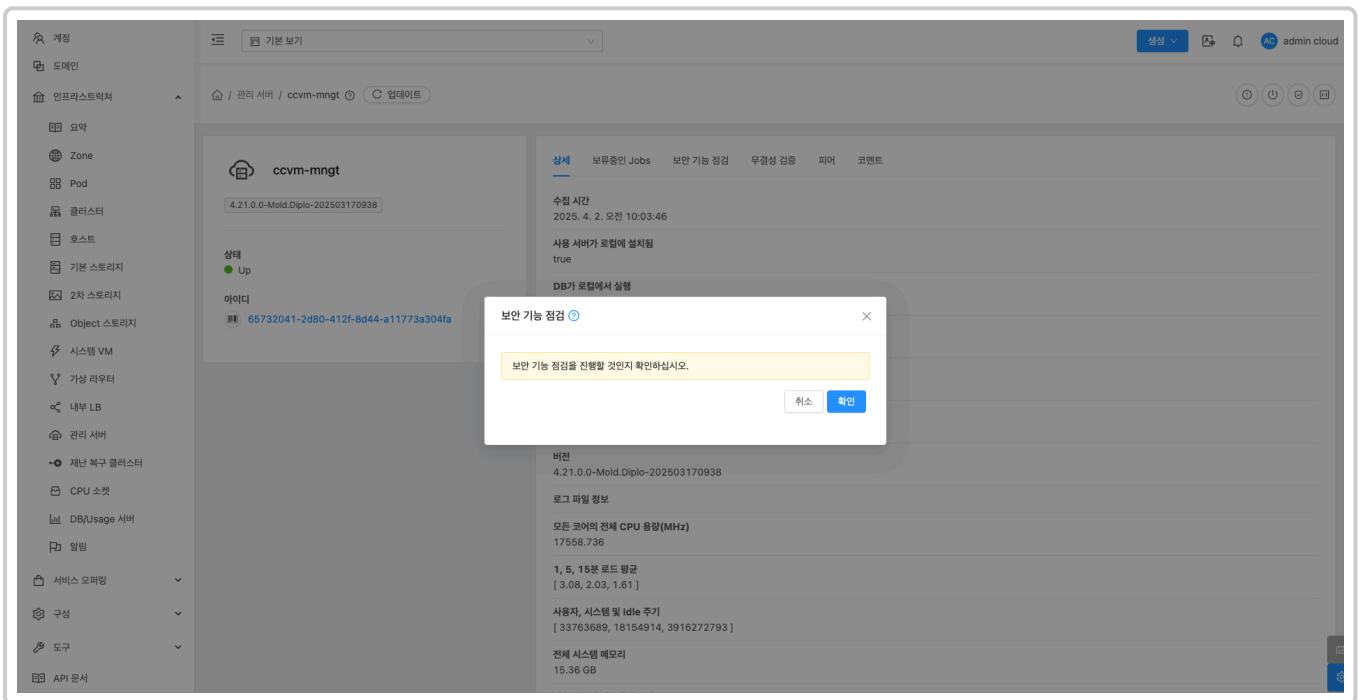 계정
도메인
인프라스트럭쳐
요약
Zone
Pod
클러스터
호스트
기본 스토리지
2차 스토리지
Object 스토리지
시스템 VM
가상 라우터
내부 LB
관리 서버
재난 복구 클러스터
CPU 소켓
DB/Usage 서버
알림
서비스 오퍼링
구성
도구
API 문서
기본 보기
생성
AC admin cloud
/ 관리 서버 / ccvm-mngt 업데이트
ccvm-mngt
4.21.0.0-Mold.Diplo-202503170938
상태
Up
아이디
65732041-2d80-412f-8d44-a11773a304fa
상세 보류중인 Jobs 보안 기능 점검 무결성 검증 피어 코멘트
수집 시간
2025. 4. 2. 오전 10:03:46
사용 서버가 로컬에 설치됨
true
DB가 로컬에서 실행
보안 기능 점검
보안 기능 점검을 진행할 것인지 확인하십시오.
취소 확인
버전
4.21.0.0-Mold.Diplo-202503170938
로그 파일 정보
모든 코어의 전체 CPU 용량(MHz)
17558.736
1, 5, 15분 로드 평균
[ 3.08, 2.03, 1.61 ]
사용자, 시스템 및 Idle 주기
[ 33763689, 18154914, 3916272793 ]
전체 시스템 메모리
15.36 GB